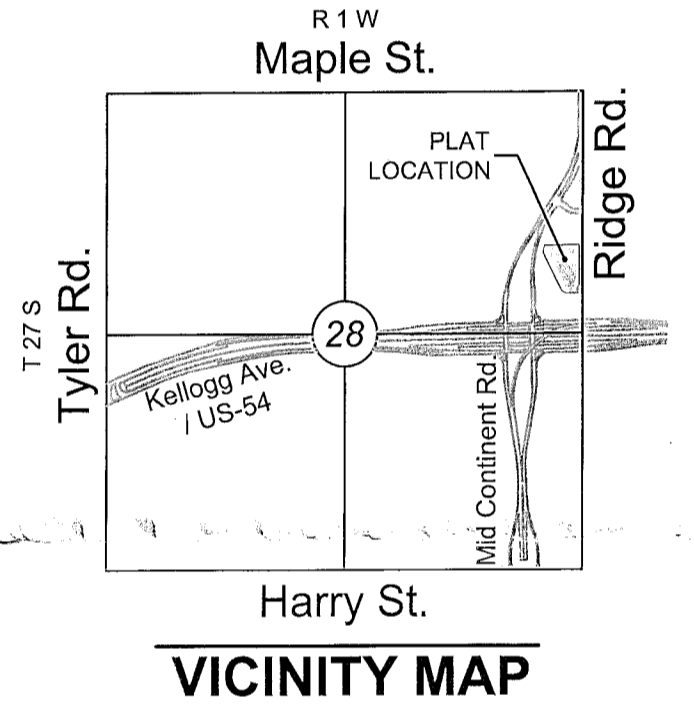 R 1 W
Maple St.
PLAT
LOCATION
Ridge Rd.
T 27 S
Tyler Rd.
28
Kellogg Ave.
/ US-54
Mid Continent Rd
Harry St.
VICINITY MAP